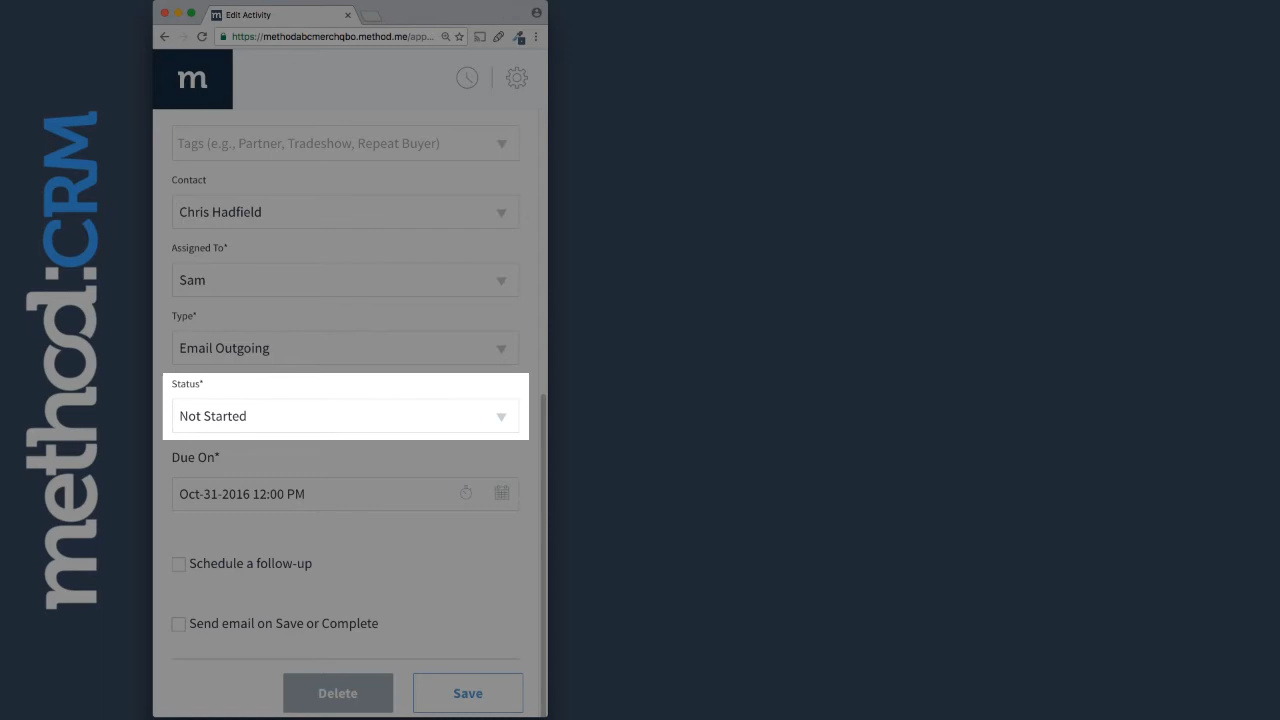 method:CRM
m Edit Activity
https://methodabcmerchqbo.method.me/app...
m
Tags (e.g., Partner, Tradeshow, Repeat Buyer)
Contact
Chris Hadfield
Assigned To*
Sam
Type*
Email Outgoing
Status*
Not Started
Due On*
Oct-31-2016 12:00 PM
Schedule a follow-up
Send email on Save or Complete
Delete
Save